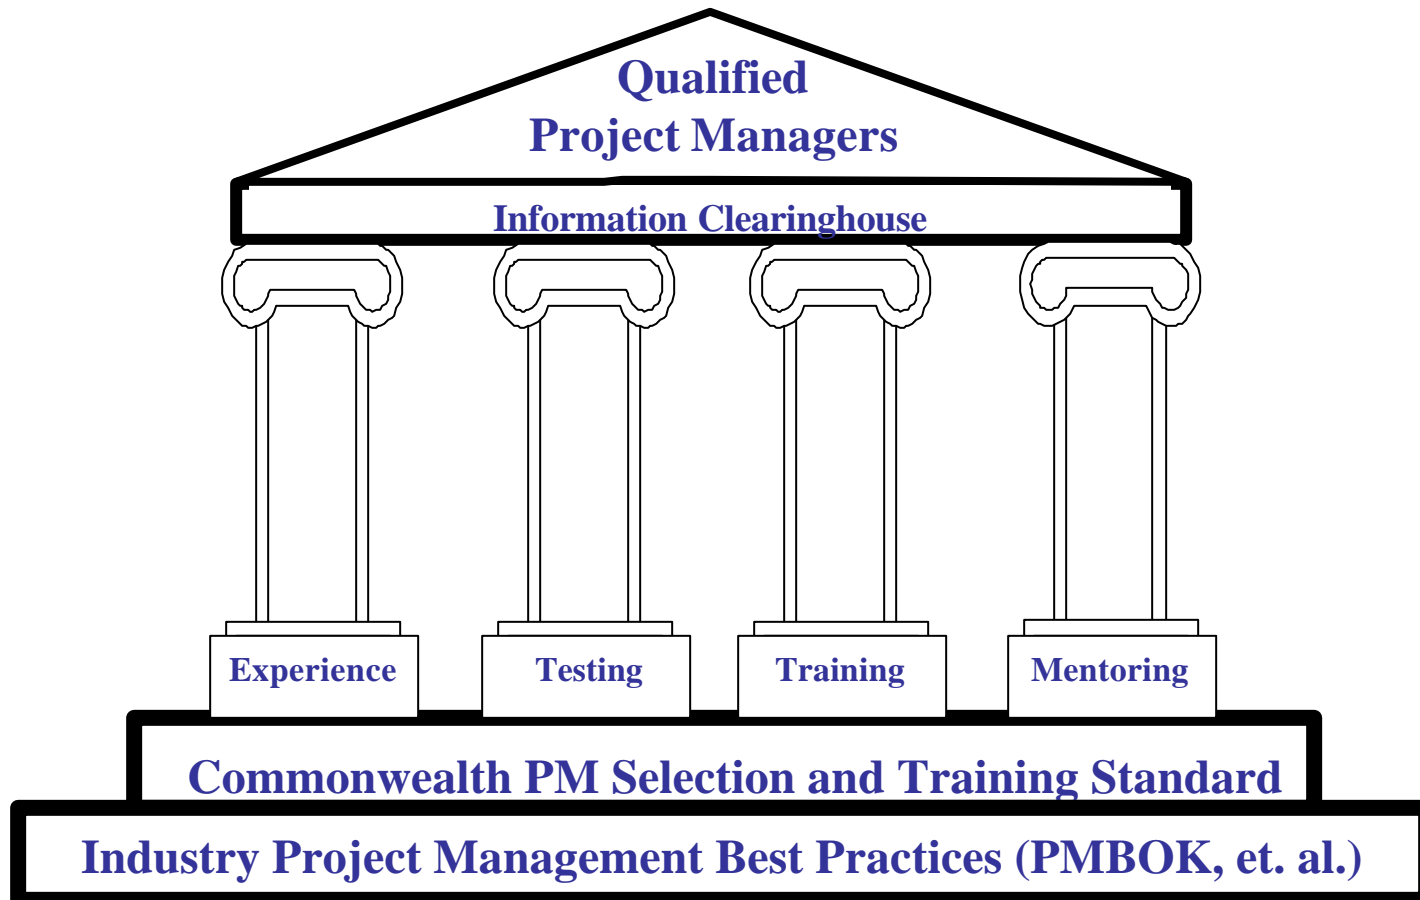 Qualified
Project Managers
Information Clearinghouse
Experience
Testing
Training
Mentoring
Commonwealth PM Selection and Training Standard
Industry Project Management Best Practices (PMBOK, et. al.)